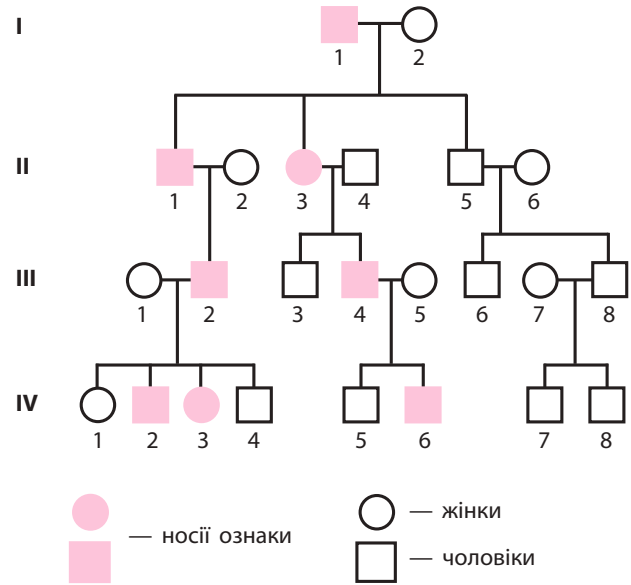 I
1 2
II
1 2 3 4 5 6
III
1 2 3 4 5 6 7 8
IV
1 2 3 4 5 6 7 8
— носії ознаки
— жінки
— чоловіки